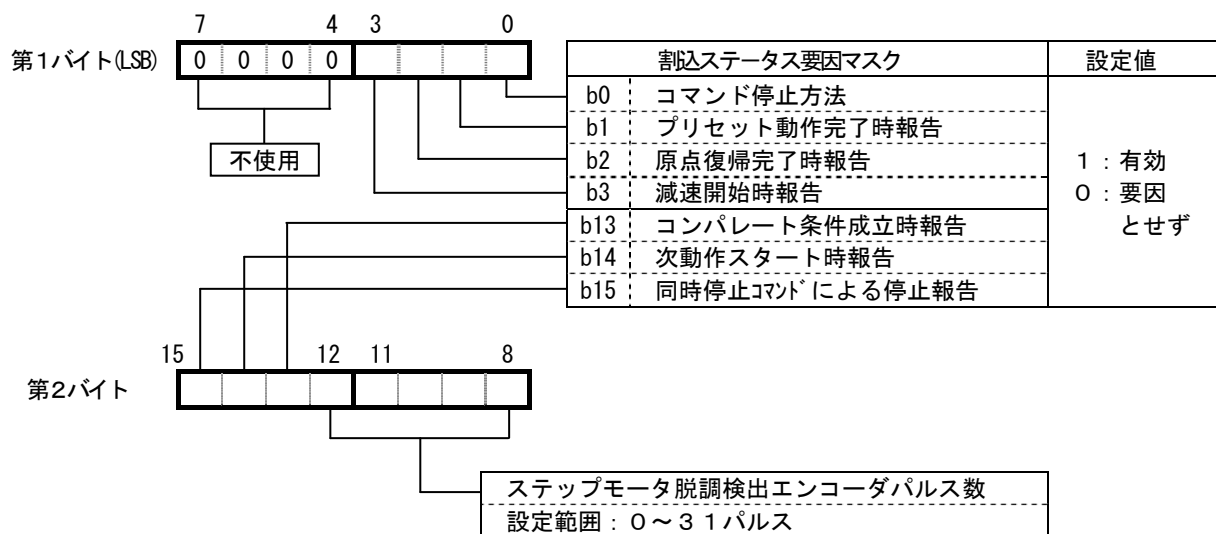 7 4 3 0
第1バイト(LSB) 0 0 0 0
不使用
割込ステータス要因マスク 設定値
b0 コマンド停止方法
b1 プリセット動作完了時報告
b2 原点復帰完了時報告
b3 減速開始時報告
b13 コンパレート条件成立時報告
b14 次動作スタート時報告
b15 同時停止ｺﾏﾝﾄﾞによる停止報告
1：有効
0：要因
とせず
15 12 11 8
第2バイト
ステップモータ脱調検出エンコーダパルス数
設定範囲：0～31パルス